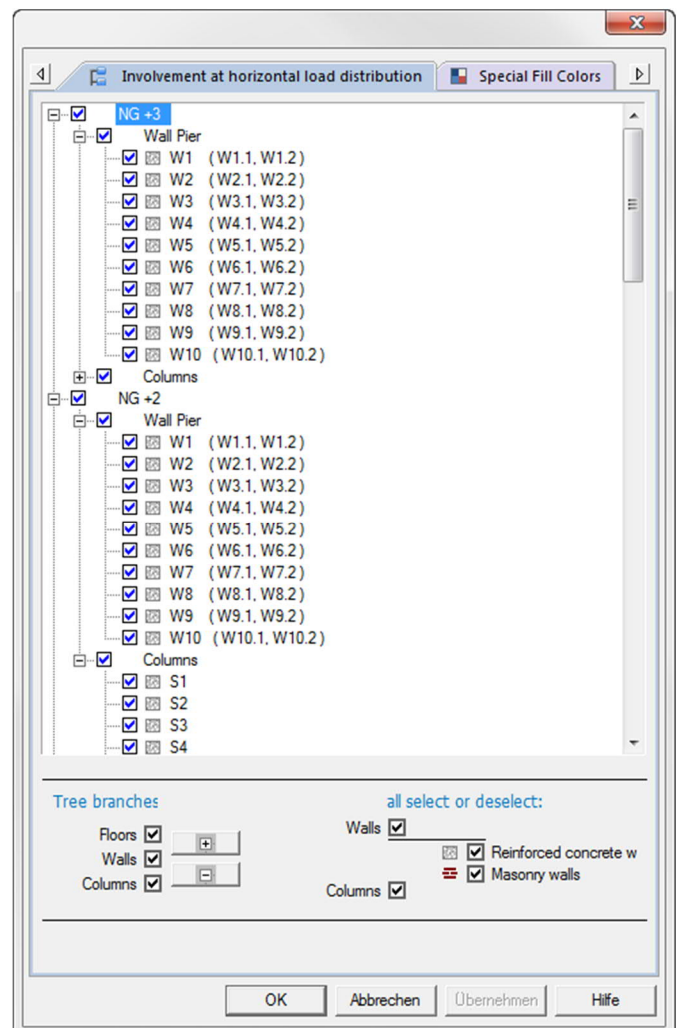 Involvement at horizontal load distribution Special Fill Colors
NG +3
Wall Pier
W1 (W1.1, W1.2)
W2 (W2.1, W2.2)
W3 (W3.1, W3.2)
W4 (W4.1, W4.2)
W5 (W5.1, W5.2)
W6 (W6.1, W6.2)
W7 (W7.1, W7.2)
W8 (W8.1, W8.2)
W9 (W9.1, W9.2)
W10 (W10.1, W10.2)
Columns
NG +2
Wall Pier
W1 (W1.1, W1.2)
W2 (W2.1, W2.2)
W3 (W3.1, W3.2)
W4 (W4.1, W4.2)
W5 (W5.1, W5.2)
W6 (W6.1, W6.2)
W7 (W7.1, W7.2)
W8 (W8.1, W8.2)
W9 (W9.1, W9.2)
W10 (W10.1, W10.2)
Columns
S1
S2
S3
S4
Tree branches
Floors
Walls
Columns
all select or deselect:
Walls
Reinforced concrete w
Masonry walls
Columns
OK Abbrechen Übernehmen Hilfe